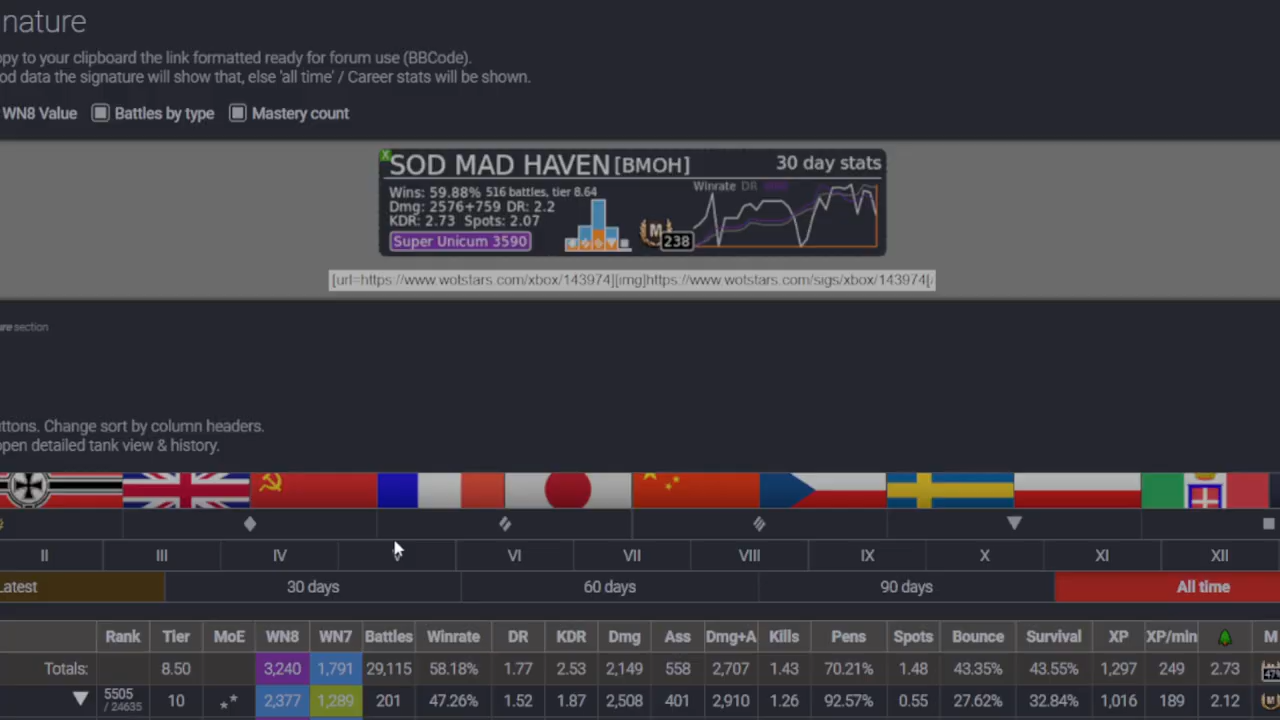 nature
opy to your clipboard the link formatted ready for forum use (BBCode).
od data the signature will show that, else 'all time' / Career stats will be shown.
WN8 Value Battles by type Mastery count
X SOD MAD HAVEN [BMOH] 30 day stats
Wins: 59.88% 516 battles, tier 8.64 Winrate DR
Dmg: 2576+759 DR: 2.2
KDR: 2.73 Spots: 2.07
Super Unicum 3590 M 238
[url=https://www.wotstars.com/xbox/143974][img]https://www.wotstars.com/sigs/xbox/143974[/
ure section
uttons. Change sort by column headers.
open detailed tank view & history.
II III IV V VI VII VIII IX X XI XII
Latest 30 days 60 days 90 days All time
Rank Tier MoE WN8 WN7 Battles Winrate DR KDR Dmg Ass Dmg+A Kills Pens Spots Bounce Survival XP XP/min M
Totals: 8.50 3,240 1,791 29,115 58.18% 1.77 2.53 2,149 558 2,707 1.43 70.21% 1.48 43.35% 43.55% 1,297 249 2.73
5505 / 24635 10 2,377 1,289 201 47.26% 1.52 1.87 2,508 401 2,910 1.26 92.57% 0.55 27.62% 32.84% 1,016 189 2.12